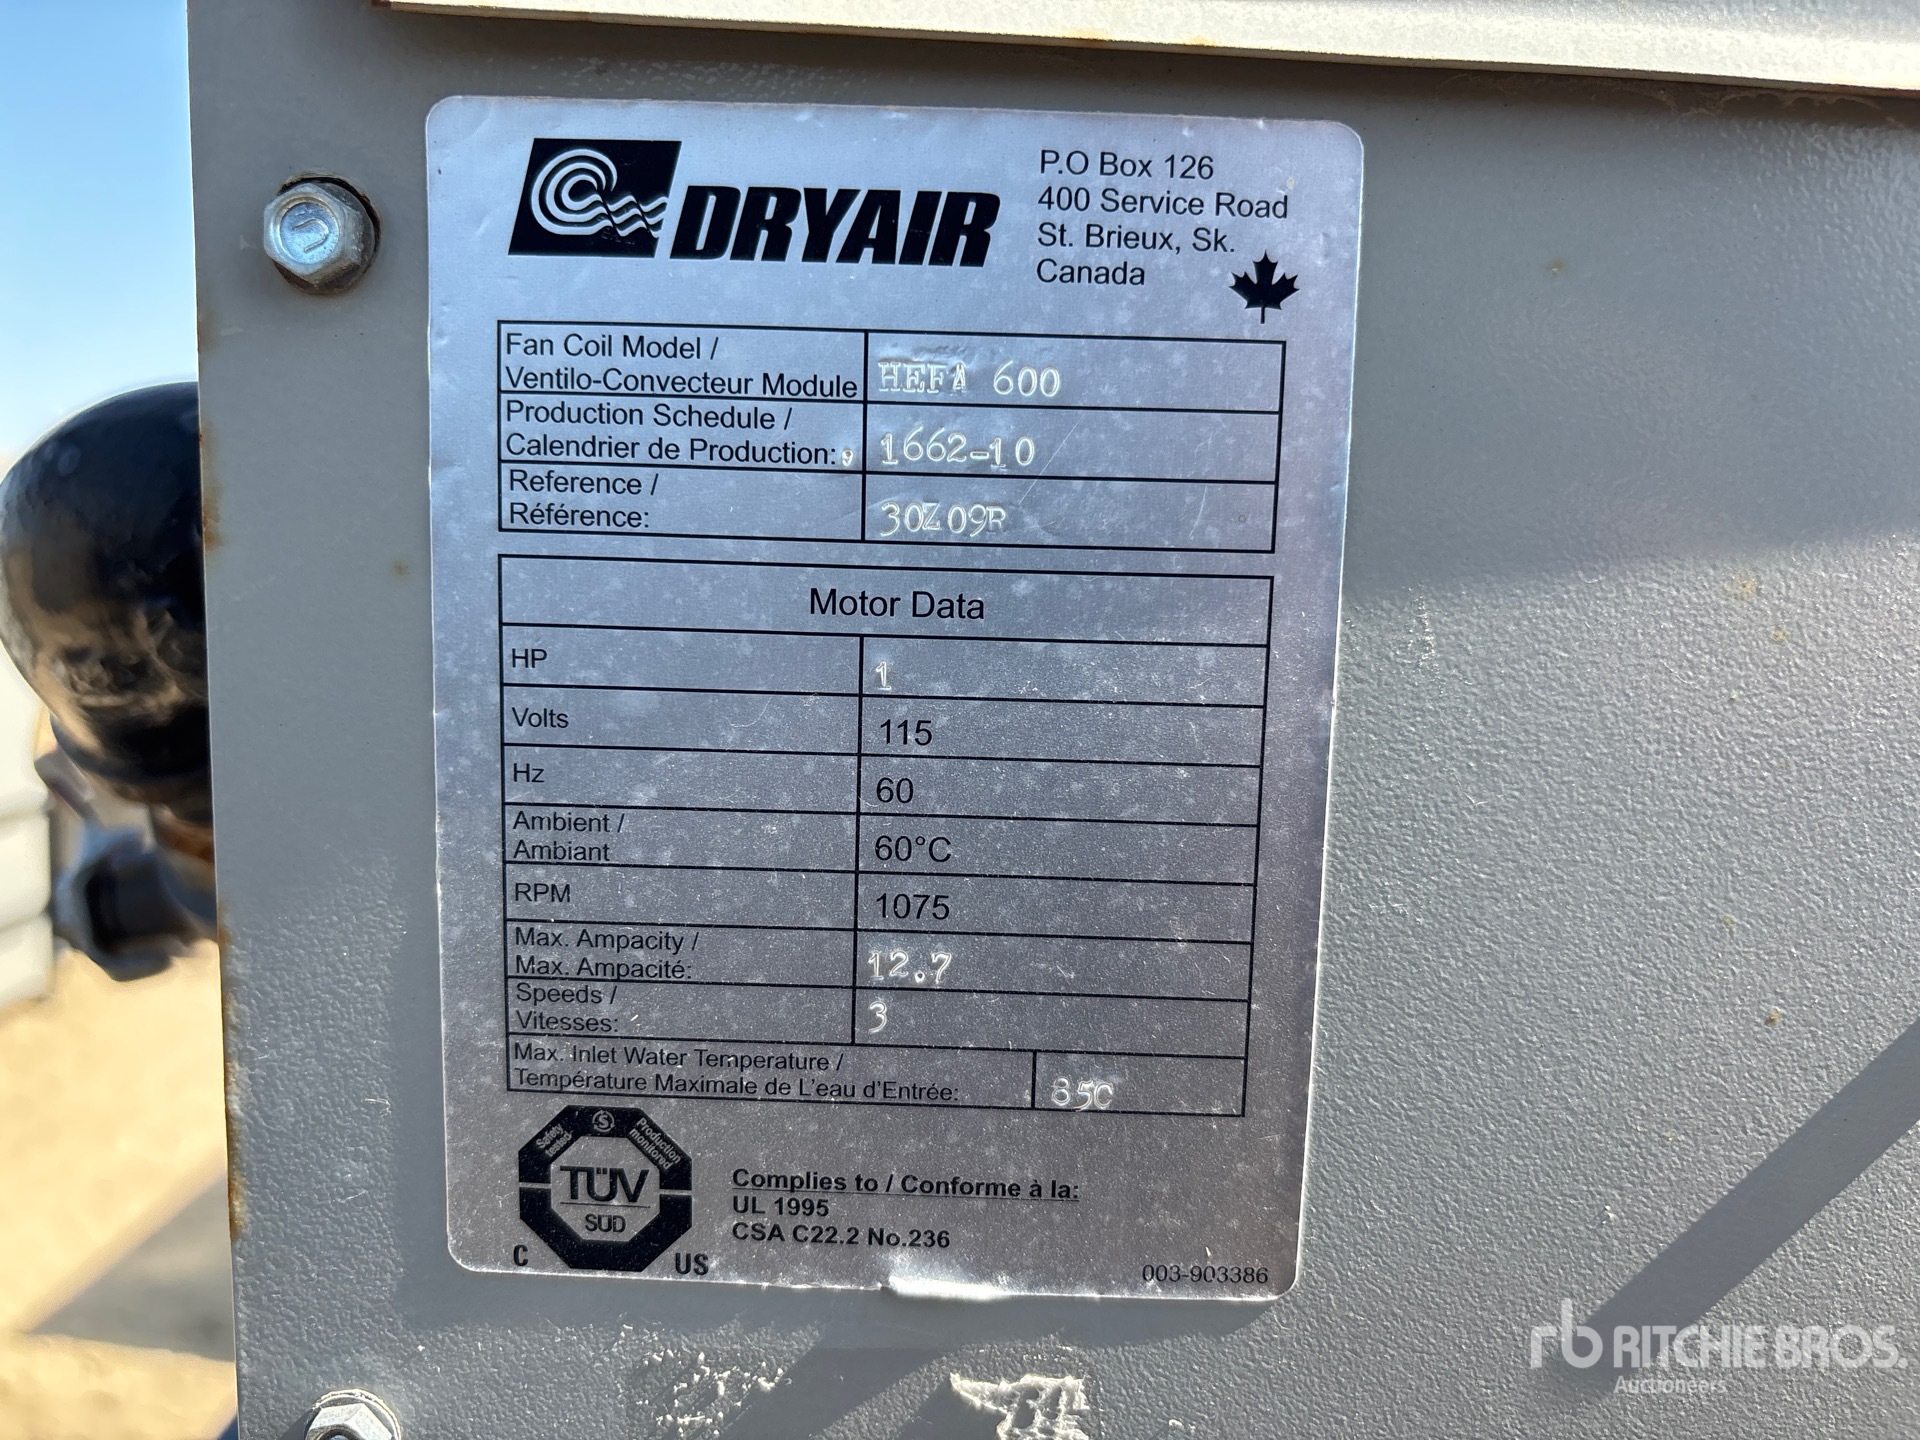 DRYAIR
P.O Box 126
400 Service Road
St. Brieux, Sk.
Canada
Fan Coil Model /
Ventilo-Convecteur Module
HEFA 600
Production Schedule /
Calendrier de Production: 9
1662-10
Reference /
Référence:
30Z09R
Motor Data
HP
1
Volts
115
Hz
60
Ambient /
Ambiant
60°C
RPM
1075
Max. Ampacity /
Max. Ampacité:
12.7
Speeds /
Vitesses:
3
Max. Inlet Water Temperature /
Température Maximale de L'eau d'Entrée:
85C
Safety tested
Production monitored
TÜV
SÜD
C US
Complies to / Conforme à la:
UL 1995
CSA C22.2 No.236
003-903386
rb RITCHIE BROS.
Auctioneers